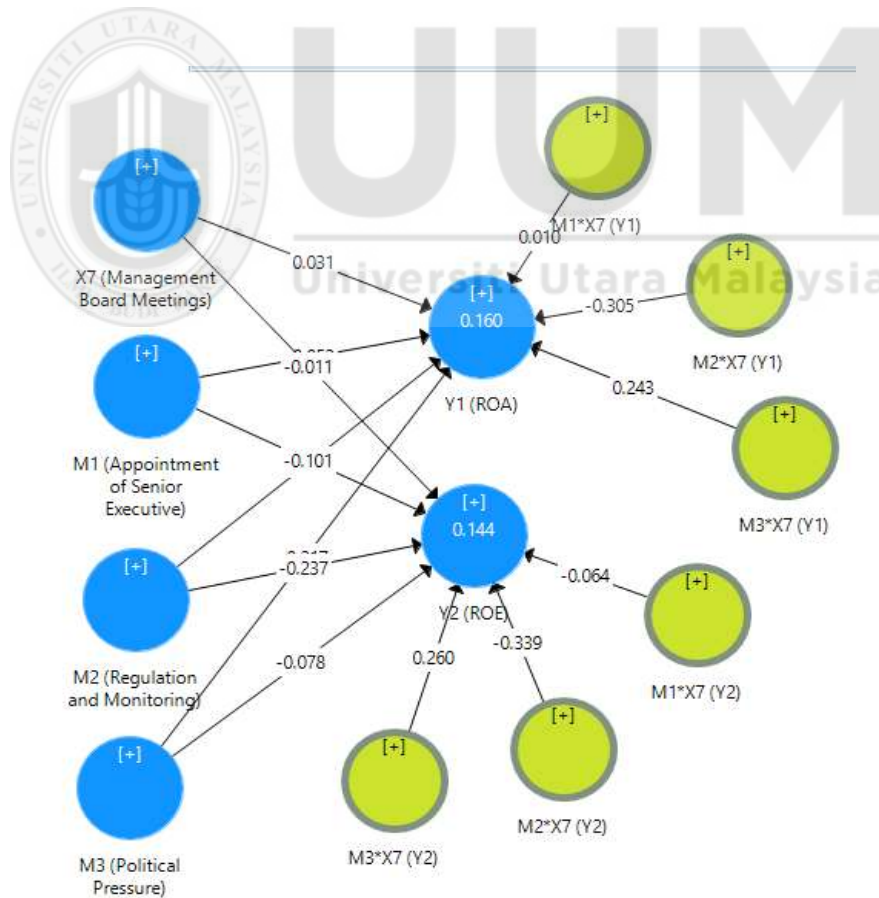 UUM
UNIVERSITI UTARA MALAYSIA
Universiti Utara Malaysia
[+]
X7 (Management
Board Meetings)
[+]
M1 (Appointment
of Senior
Executive)
[+]
M2 (Regulation
and Monitoring)
[+]
M3 (Political
Pressure)
0.031
-0.011
-0.101
-0.237
-0.078
[+]
0.160
Y1 (ROA)
[+]
0.144
Y2 (ROE)
[+]
M1*X7 (Y1)
0.010
[+]
M2*X7 (Y1)
-0.305
[+]
M3*X7 (Y1)
0.243
[+]
M1*X7 (Y2)
-0.064
[+]
M2*X7 (Y2)
-0.339
[+]
M3*X7 (Y2)
0.260